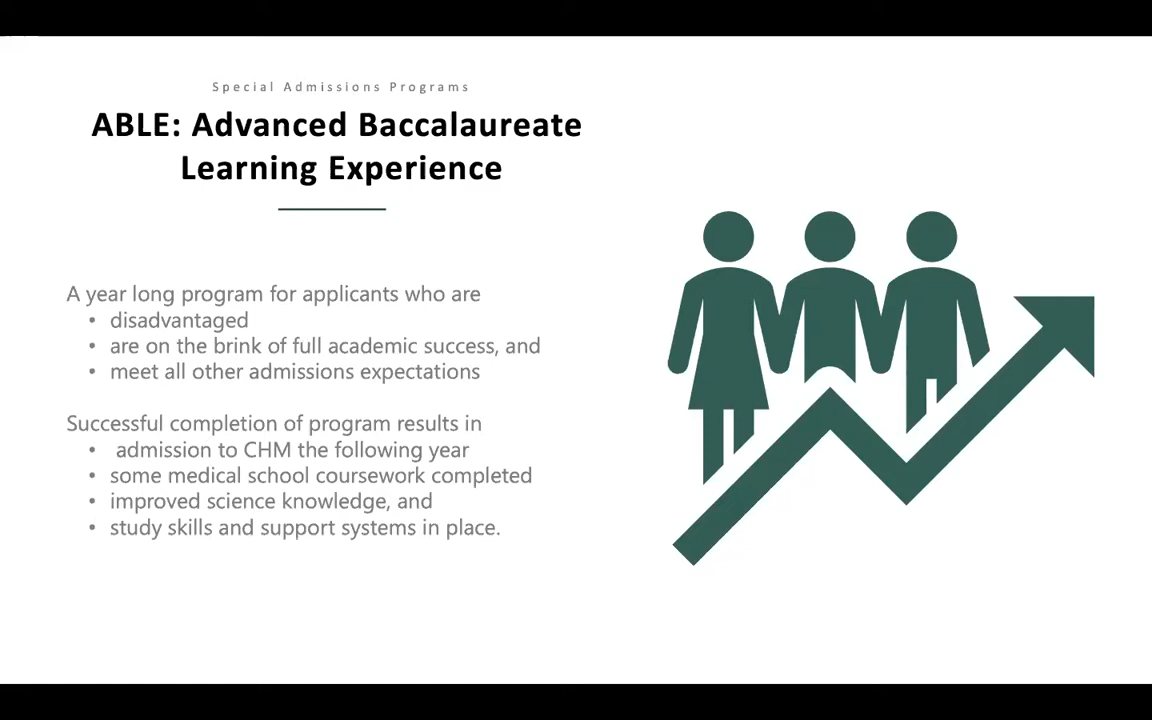 Special Admissions Programs
ABLE: Advanced Baccalaureate
Learning Experience
A year long program for applicants who are
• disadvantaged
• are on the brink of full academic success, and
• meet all other admissions expectations
Successful completion of program results in
• admission to CHM the following year
• some medical school coursework completed
• improved science knowledge, and
• study skills and support systems in place.